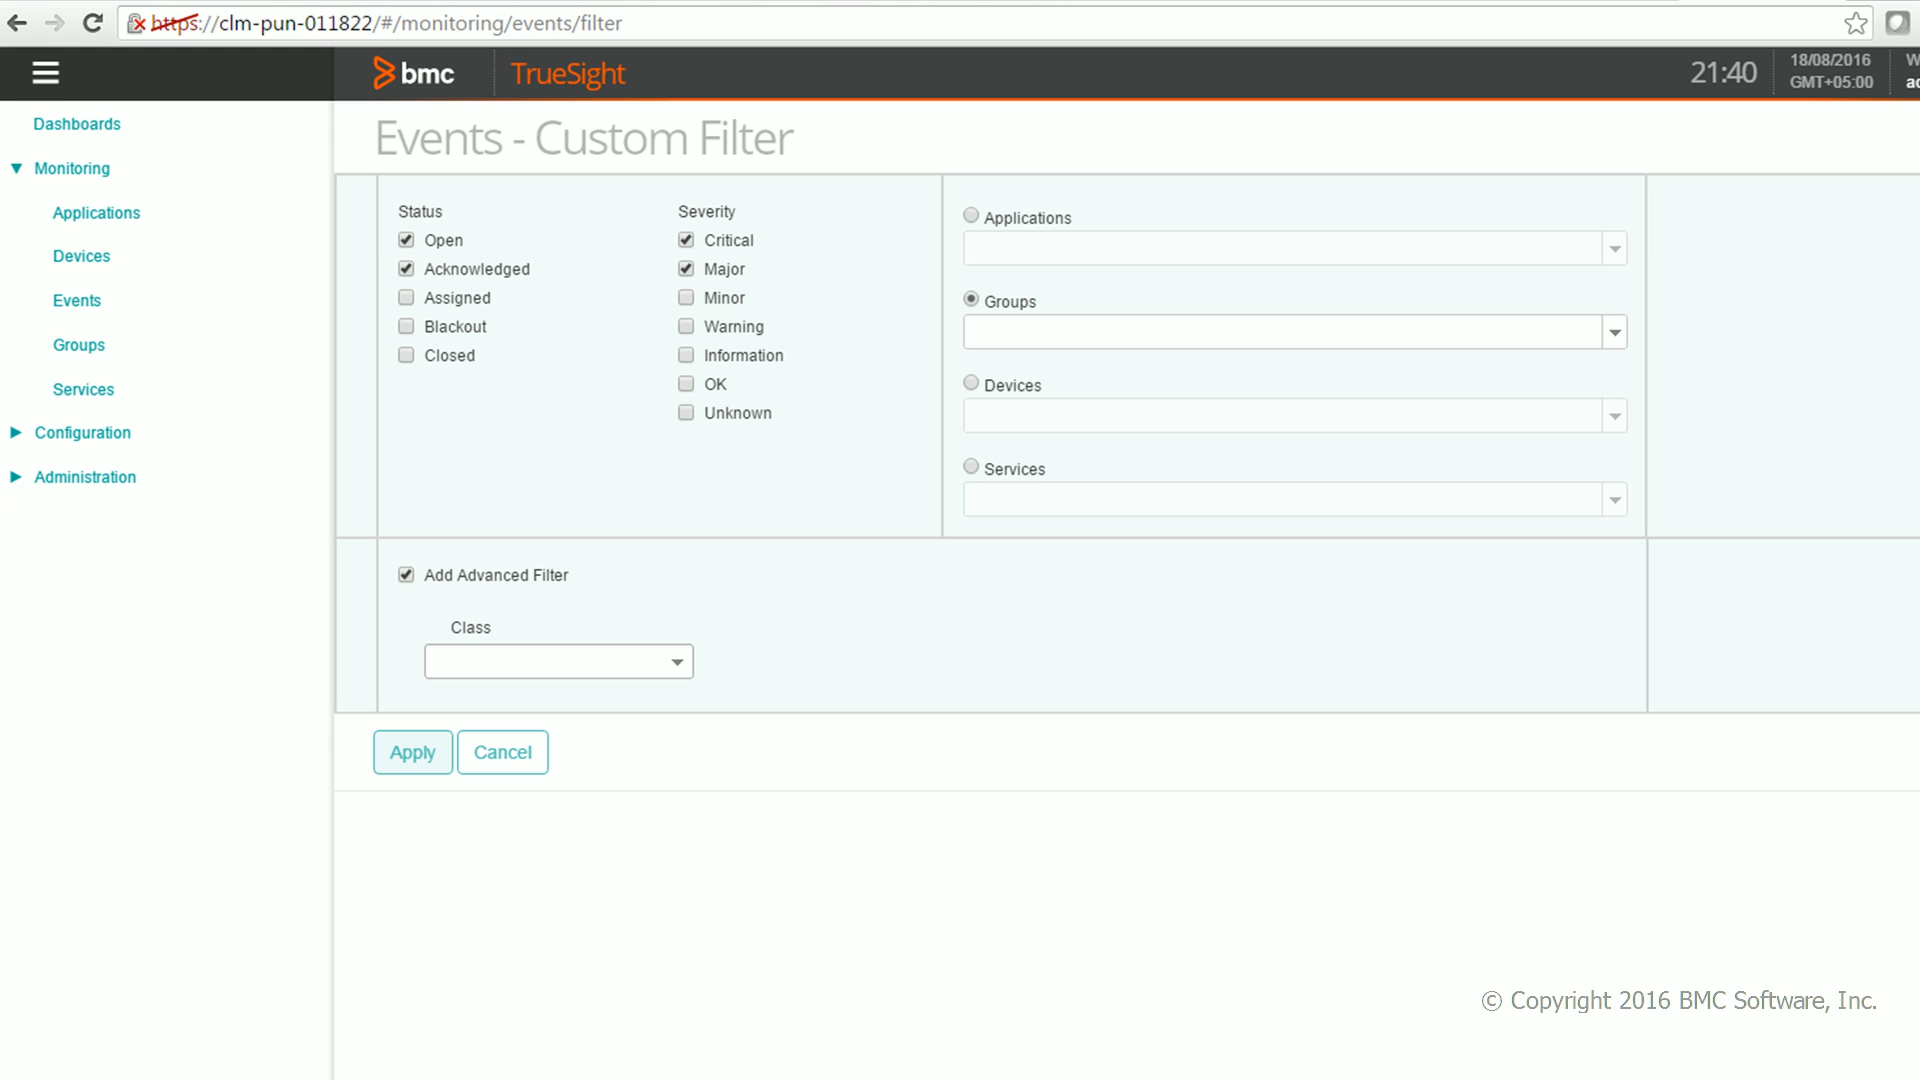 https://clm-pun-011822/#/monitoring/events/filter
bmc TrueSight 21:40 18/08/2016
GMT+05:00
Dashboards
Monitoring
Applications
Devices
Events
Groups
Services
Configuration
Administration
Events - Custom Filter
Status
Open
Acknowledged
Assigned
Blackout
Closed
Severity
Critical
Major
Minor
Warning
Information
OK
Unknown
Applications
Groups
Devices
Services
Add Advanced Filter
Class
Apply Cancel
© Copyright 2016 BMC Software, Inc.